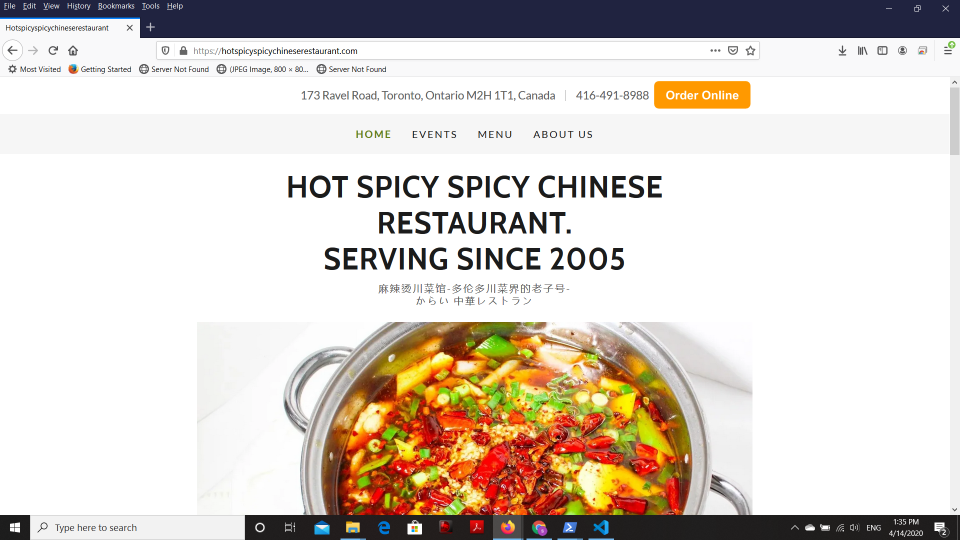 File Edit View History Bookmarks Tools Help
Hotspicyspicychineserestaurant
https://hotspicyspicychineserestaurant.com
Most Visited Getting Started Server Not Found (JPEG Image, 800 × 80... Server Not Found
173 Ravel Road, Toronto, Ontario M2H 1T1, Canada 416-491-8988 Order Online
HOME EVENTS MENU ABOUT US
HOT SPICY SPICY CHINESE
RESTAURANT.
SERVING SINCE 2005
麻辣烫川菜馆-多伦多川菜界的老子号-
からい 中華レストラン
Type here to search
ENG
1:35 PM
4/14/2020
2